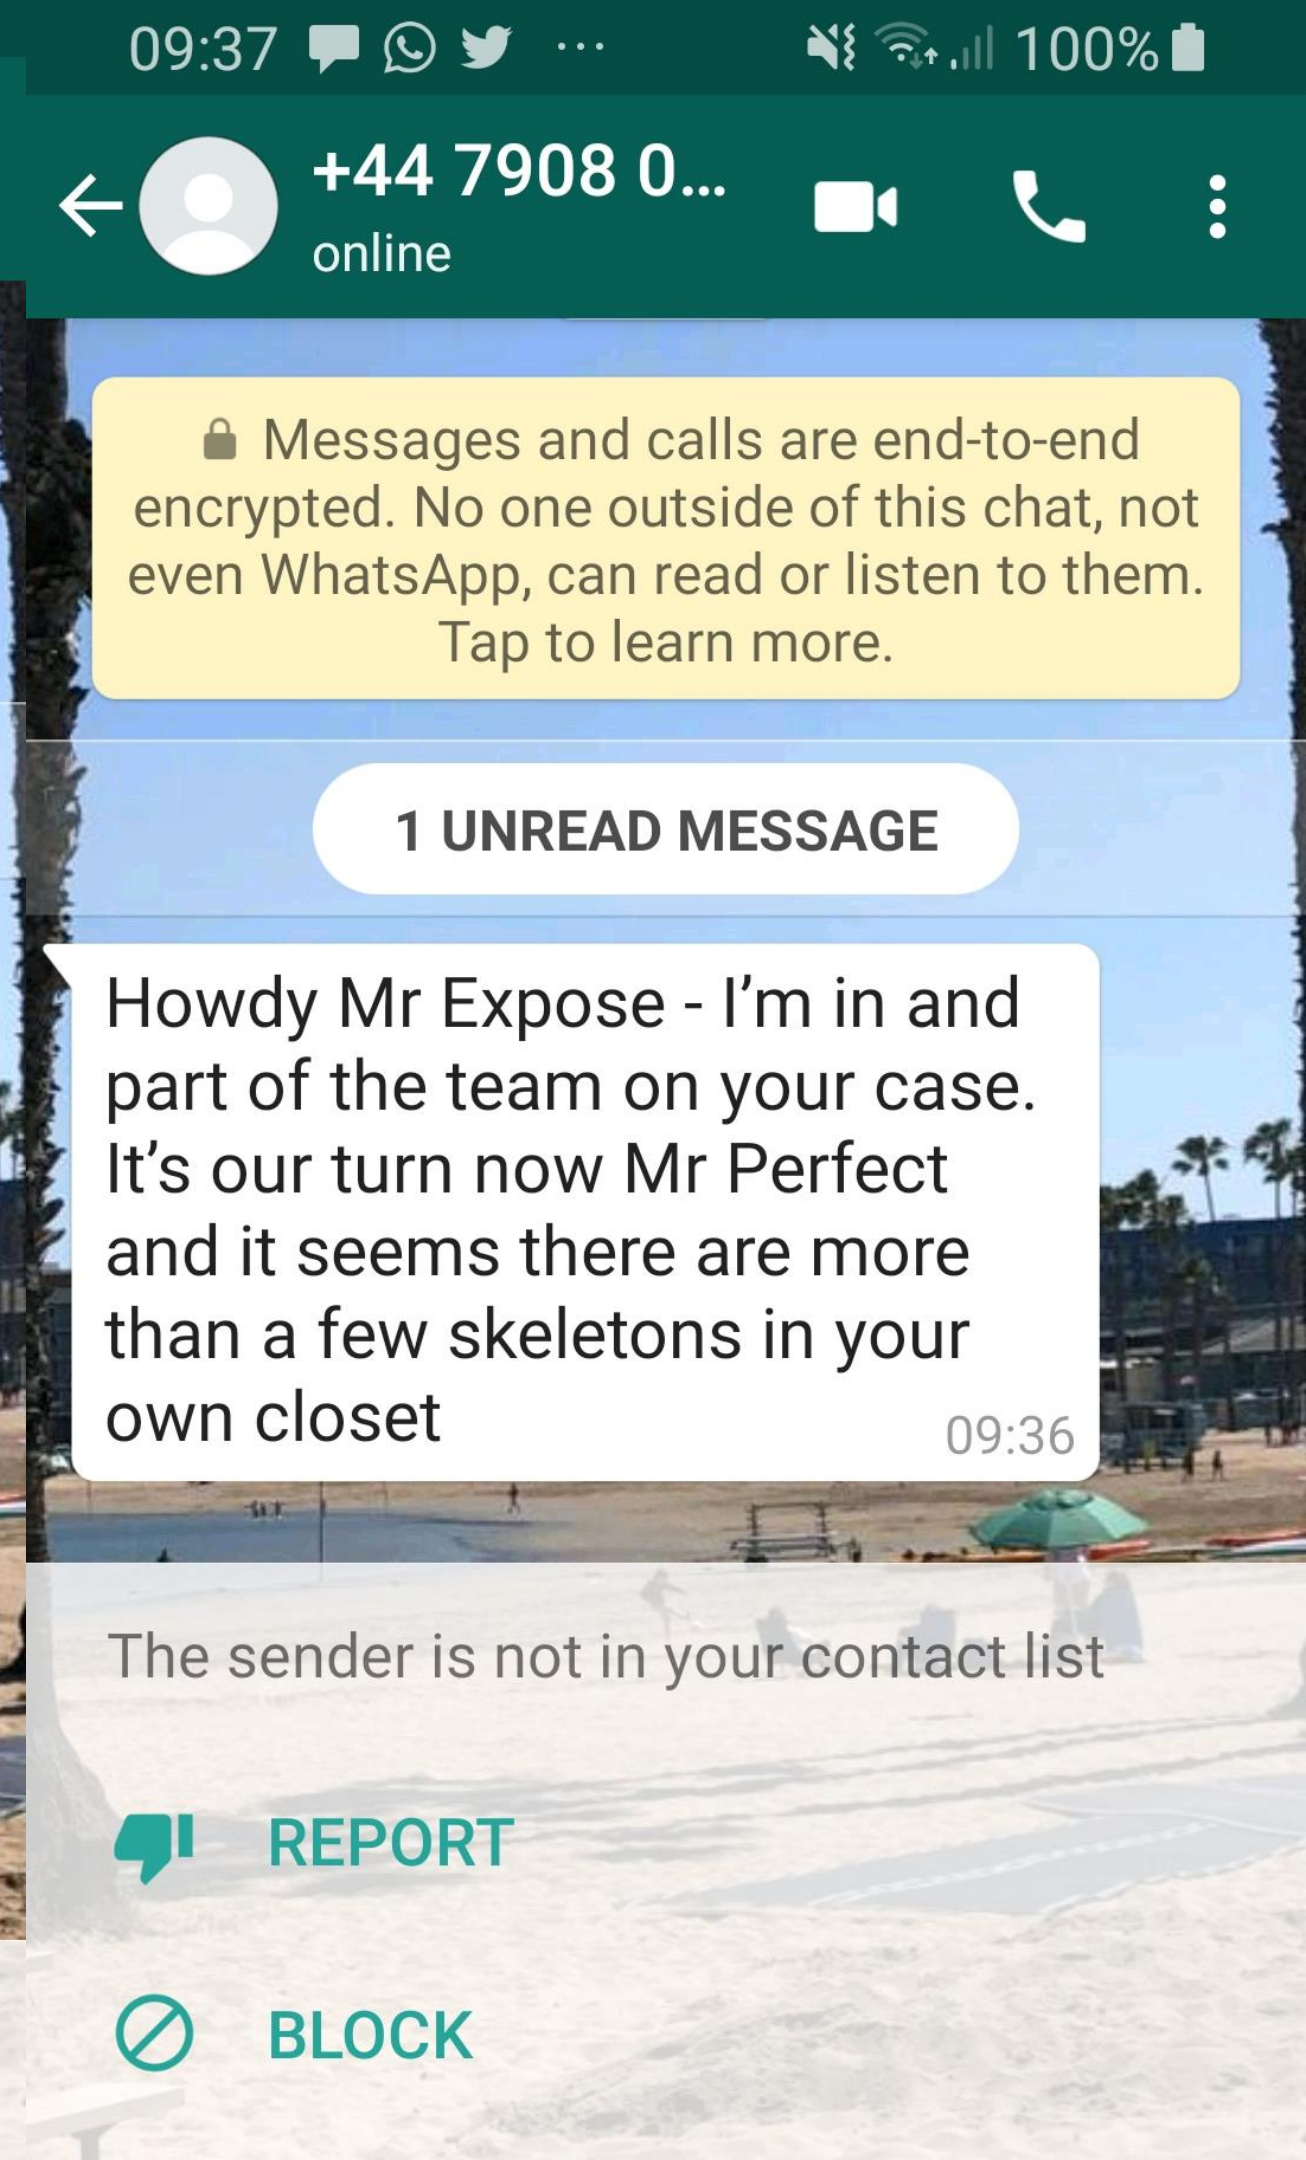 09:37 ... 100%
+44 7908 0...
online
Messages and calls are end-to-end
encrypted. No one outside of this chat, not
even WhatsApp, can read or listen to them.
Tap to learn more.
1 UNREAD MESSAGE
Howdy Mr Expose - I’m in and
part of the team on your case.
It’s our turn now Mr Perfect
and it seems there are more
than a few skeletons in your
own closet
09:36
The sender is not in your contact list
REPORT
BLOCK